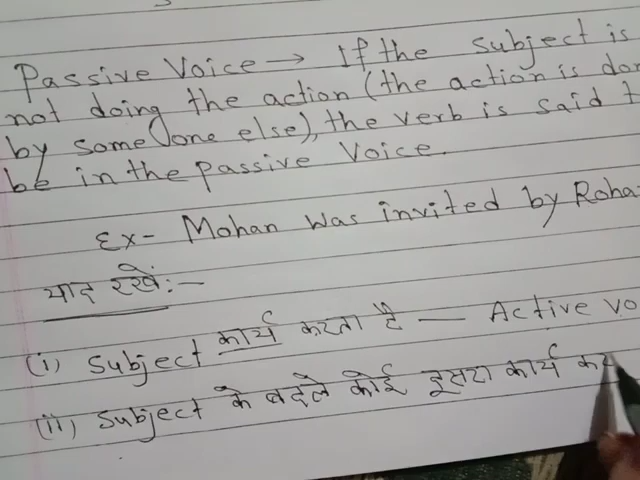 Passive Voice → If the subject is
not doing the action (the action is don
by some one else), the verb is said t
be in the passive voice.
Ex- Mohan was invited by Roha
याद रखें:-
(i) Subject कार्य करता है — Active vo
(ii) Subject के बदले कोई दूसरा कार्य कर